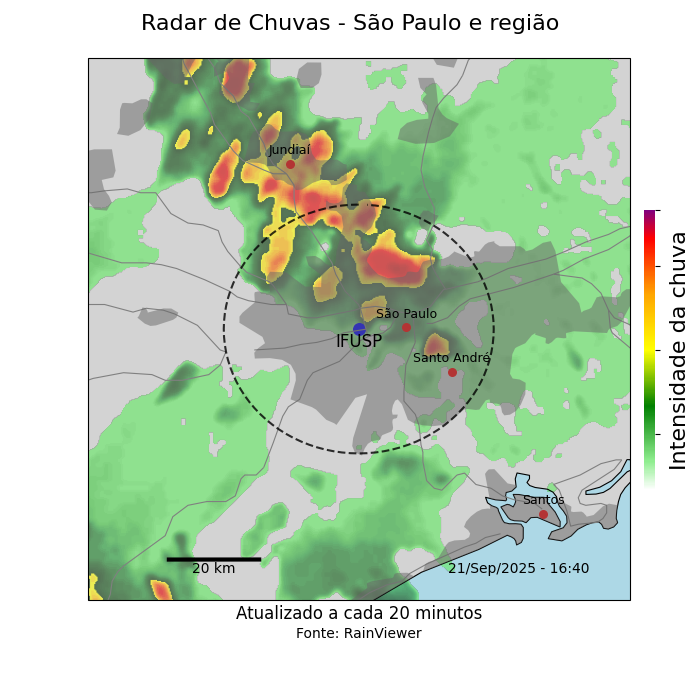 Radar de Chuvas - São Paulo e região
Jundiaí
São Paulo
IFUSP
Santo André
Santos
20 km
21/Sep/2025 - 16:40
Intensidade da chuva
Atualizado a cada 20 minutos
Fonte: RainViewer